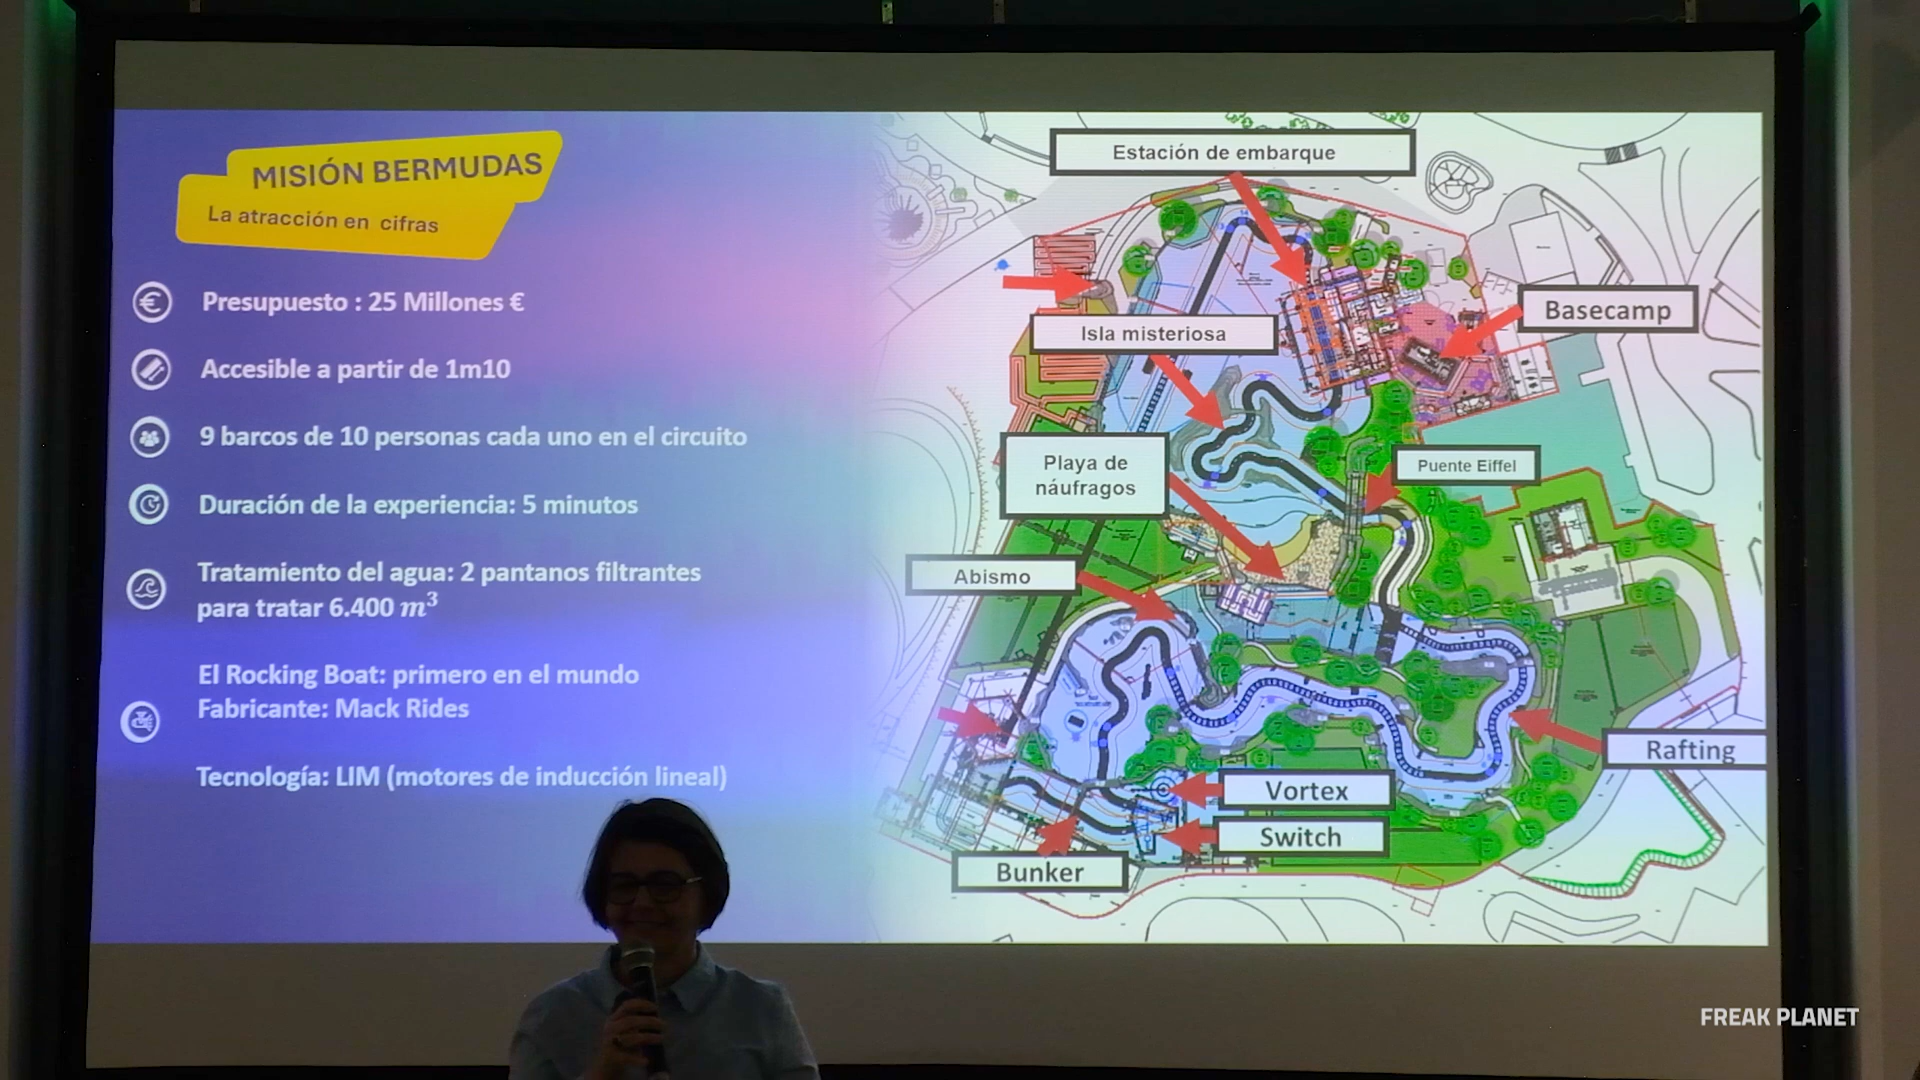 MISIÓN BERMUDAS
La atracción en cifras
Presupuesto : 25 Millones €
Accesible a partir de 1m10
9 barcos de 10 personas cada uno en el circuito
Duración de la experiencia: 5 minutos
Tratamiento del agua: 2 pantanos filtrantes
para tratar 6.400 m³
El Rocking Boat: primero en el mundo
Fabricante: Mack Rides
Tecnología: LIM (motores de inducción lineal)
Estación de embarque
Basecamp
Isla misteriosa
Playa de
náufragos
Puente Eiffel
Abismo
Rafting
Vortex
Switch
Bunker
FREAK PLANET